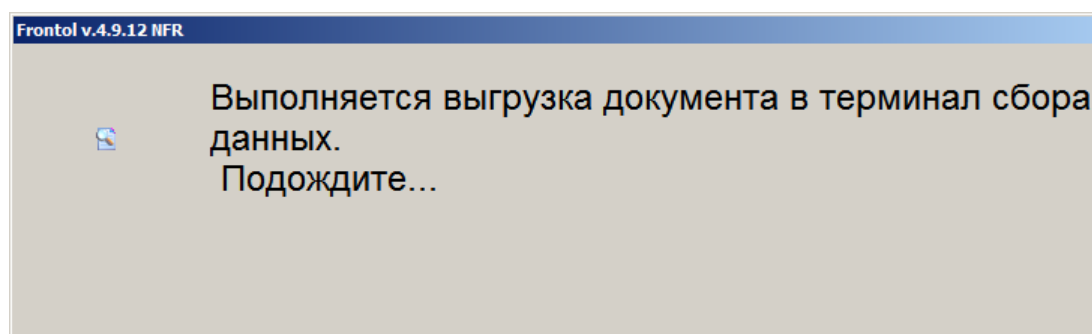 Frontol v.4.9.12 NFR
Выполняется выгрузка документа в терминал сбора
данных.
Подождите...